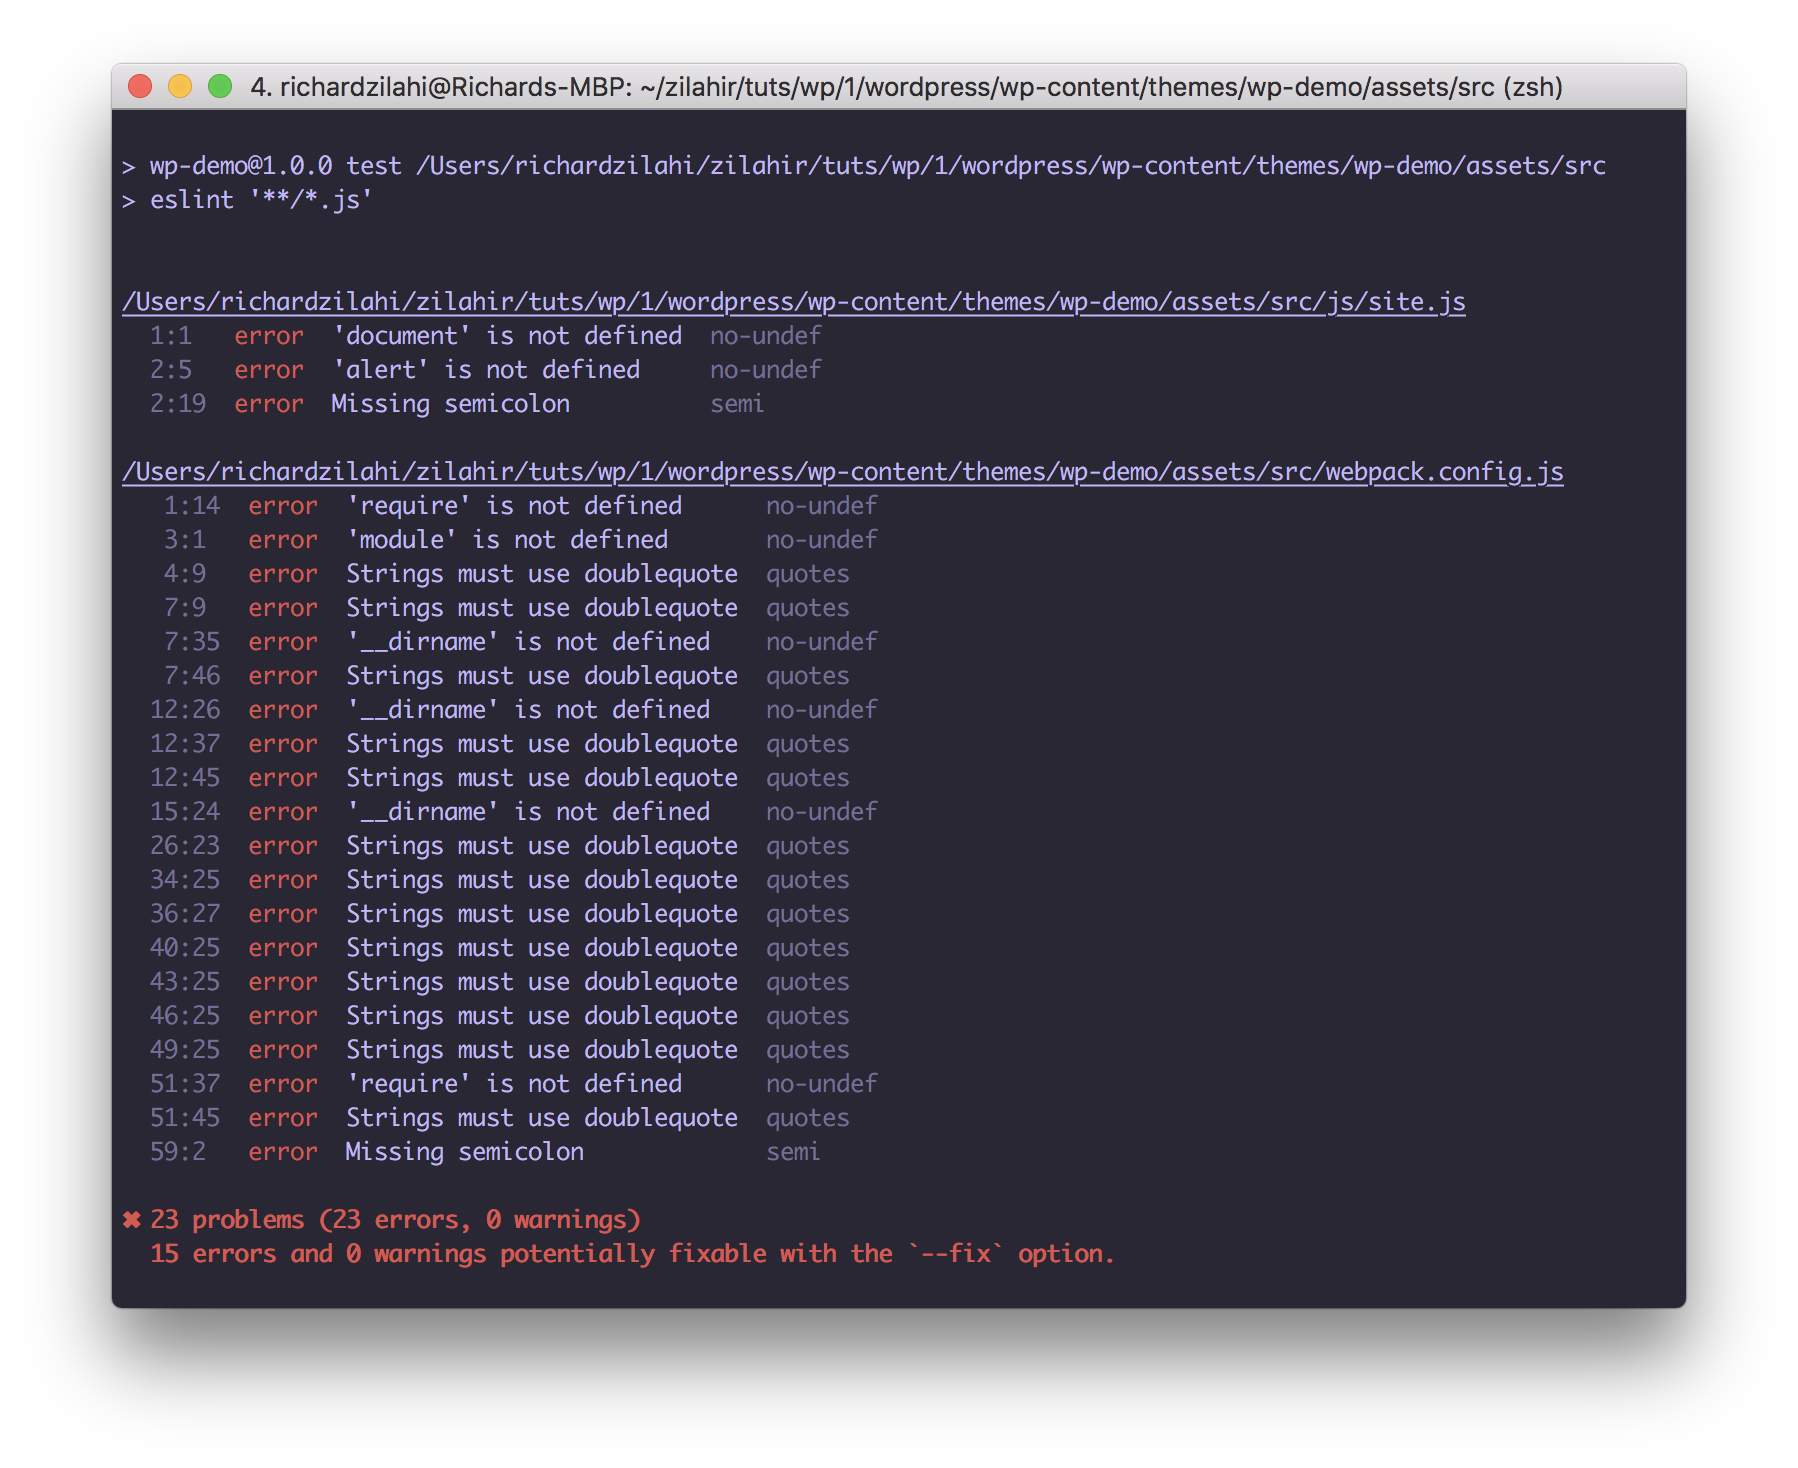 4. richardzilahi@Richards-MBP: ~/zilahir/tuts/wp/1/wordpress/wp-content/themes/wp-demo/assets/src (zsh)
> wp-demo@1.0.0 test /Users/richardzilahi/zilahir/tuts/wp/1/wordpress/wp-content/themes/wp-demo/assets/src
> eslint '**/*.js'
/Users/richardzilahi/zilahir/tuts/wp/1/wordpress/wp-content/themes/wp-demo/assets/src/js/site.js
1:1 error 'document' is not defined no-undef
2:5 error 'alert' is not defined no-undef
2:19 error Missing semicolon semi
/Users/richardzilahi/zilahir/tuts/wp/1/wordpress/wp-content/themes/wp-demo/assets/src/webpack.config.js
1:14 error 'require' is not defined no-undef
3:1 error 'module' is not defined no-undef
4:9 error Strings must use doublequote quotes
7:9 error Strings must use doublequote quotes
7:35 error '__dirname' is not defined no-undef
7:46 error Strings must use doublequote quotes
12:26 error '__dirname' is not defined no-undef
12:37 error Strings must use doublequote quotes
12:45 error Strings must use doublequote quotes
15:24 error '__dirname' is not defined no-undef
26:23 error Strings must use doublequote quotes
34:25 error Strings must use doublequote quotes
36:27 error Strings must use doublequote quotes
40:25 error Strings must use doublequote quotes
43:25 error Strings must use doublequote quotes
46:25 error Strings must use doublequote quotes
49:25 error Strings must use doublequote quotes
51:37 error 'require' is not defined no-undef
51:45 error Strings must use doublequote quotes
59:2 error Missing semicolon semi
✖ 23 problems (23 errors, 0 warnings)
15 errors and 0 warnings potentially fixable with the `--fix` option.